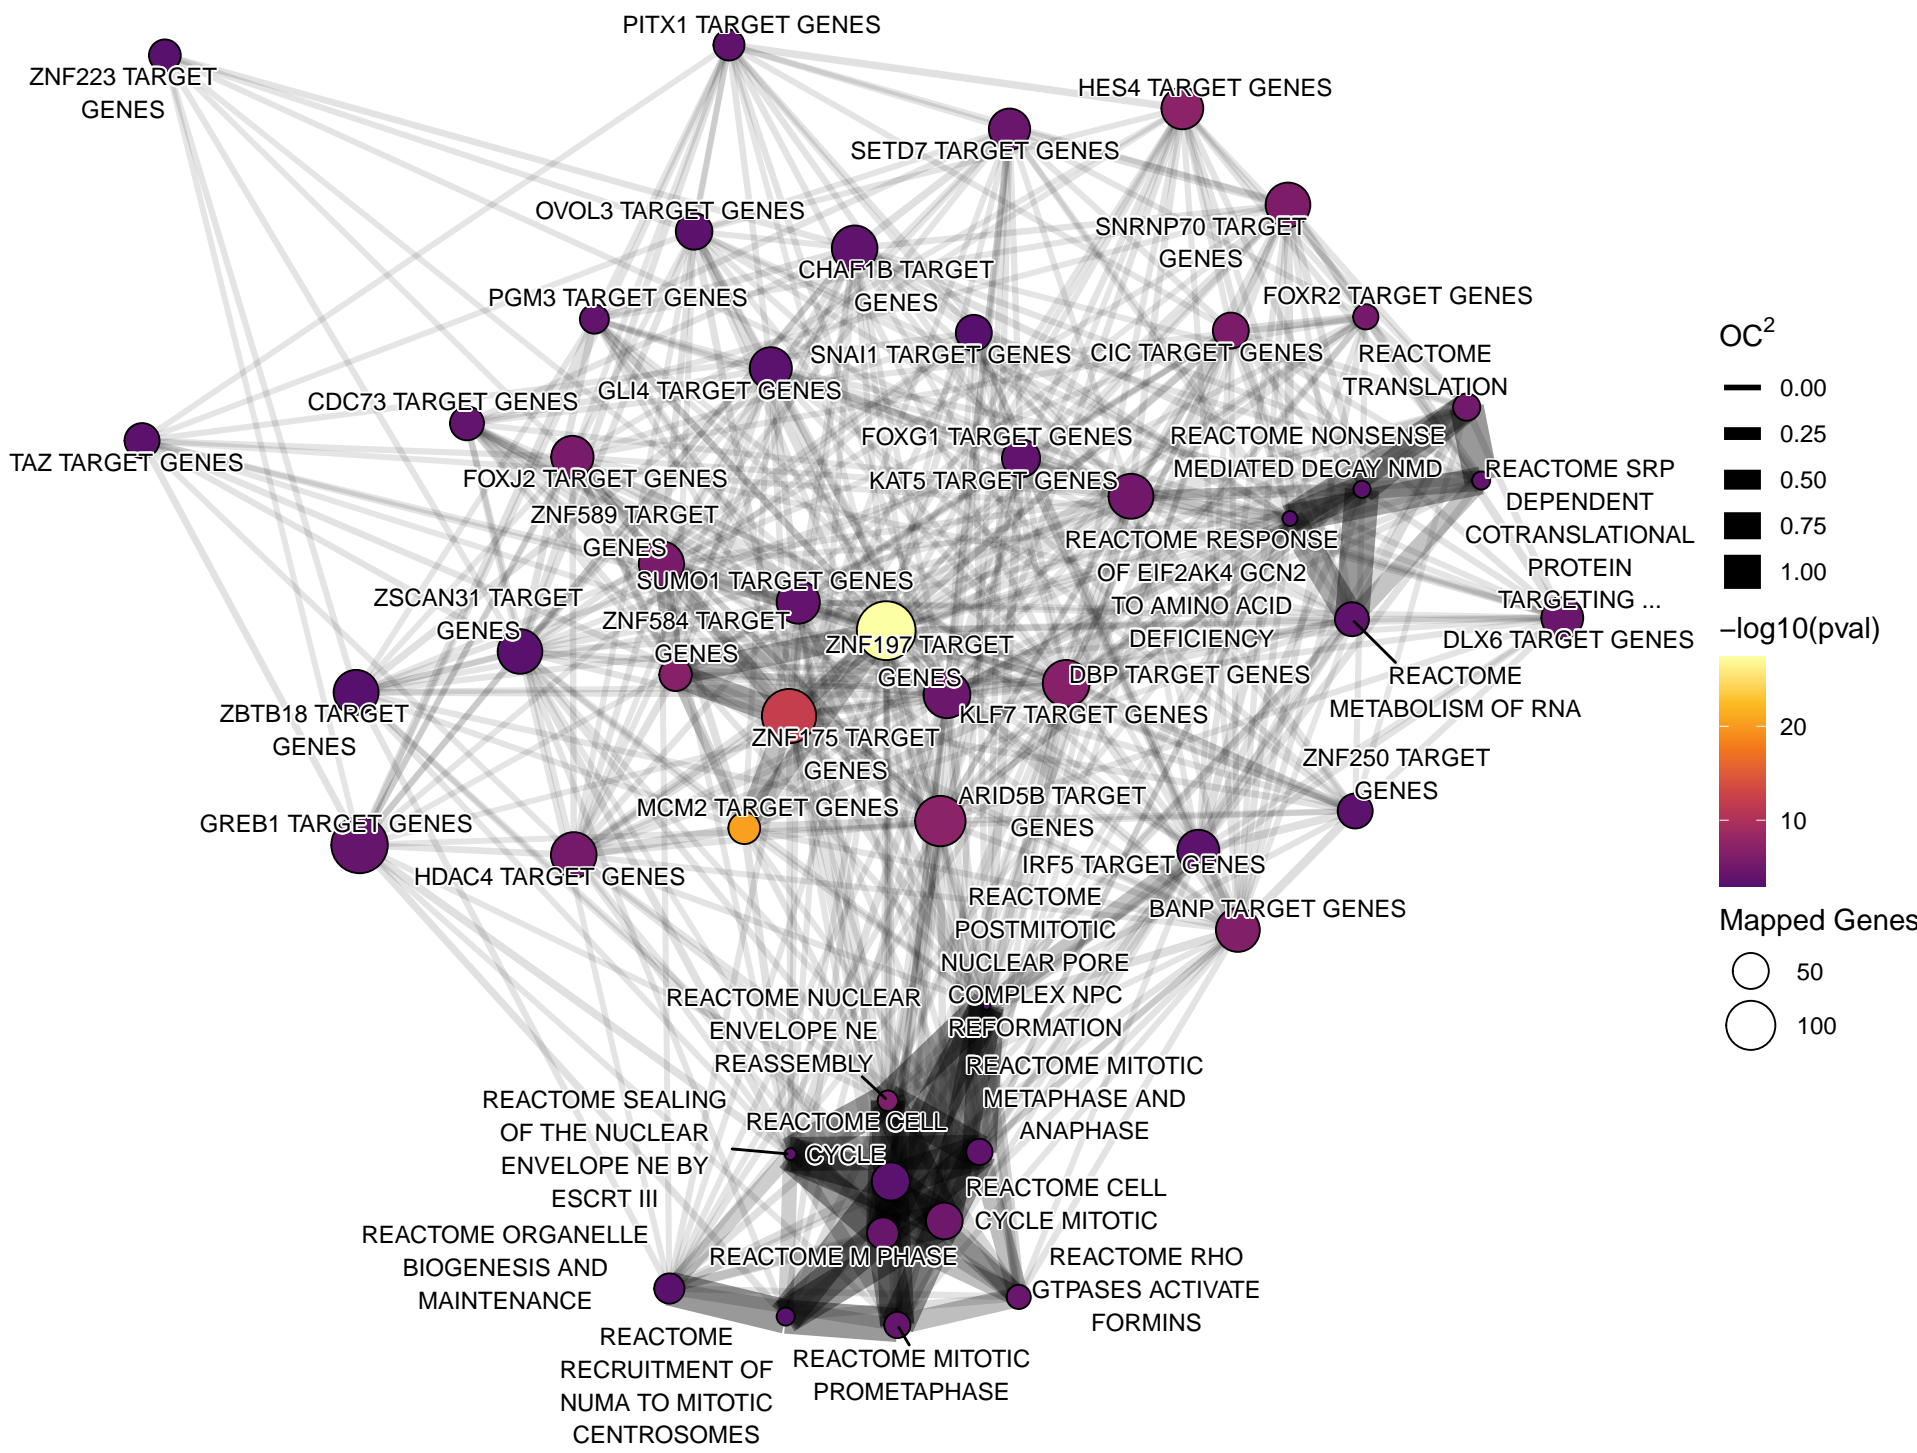 PITX1 TARGET GENES
ZNF223 TARGET
GENES
HES4 TARGET GENES
SETD7 TARGET GENES
OVOL3 TARGET GENES
SNRNP70 TARGET
GENES
CHAF1B TARGET
GENES
PGM3 TARGET GENES
FOXR2 TARGET GENES
SNAI1 TARGET GENES
CIC TARGET GENES
REACTOME
TRANSLATION
GLI4 TARGET GENES
CDC73 TARGET GENES
FOXG1 TARGET GENES
REACTOME NONSENSE
MEDIATED DECAY NMD
TAZ TARGET GENES
FOXJ2 TARGET GENES
KAT5 TARGET GENES
REACTOME SRP
DEPENDENT
COTRANSLATIONAL
PROTEIN
TARGETING ...
ZNF589 TARGET
GENES
REACTOME RESPONSE
OF EIF2AK4 GCN2
TO AMINO ACID
DEFICIENCY
SUMO1 TARGET GENES
ZSCAN31 TARGET
GENES
ZNF584 TARGET
GENES
ZNF197 TARGET
GENES
DLX6 TARGET GENES
DBP TARGET GENES
REACTOME
METABOLISM OF RNA
ZBTB18 TARGET
GENES
KLF7 TARGET GENES
ZNF175 TARGET
GENES
ZNF250 TARGET
GENES
MCM2 TARGET GENES
ARID5B TARGET
GENES
GREB1 TARGET GENES
HDAC4 TARGET GENES
IRF5 TARGET GENES
REACTOME
POSTMITOTIC
NUCLEAR PORE
COMPLEX NPC
REFORMATION
BANP TARGET GENES
REACTOME NUCLEAR
ENVELOPE NE
REASSEMBLY
REACTOME MITOTIC
METAPHASE AND
ANAPHASE
REACTOME SEALING
OF THE NUCLEAR
ENVELOPE NE BY
ESCRT III
REACTOME CELL
CYCLE
REACTOME CELL
CYCLE MITOTIC
REACTOME ORGANELLE
BIOGENESIS AND
MAINTENANCE
REACTOME M PHASE
REACTOME RHO
GTPASES ACTIVATE
FORMINS
REACTOME
RECRUITMENT OF
NUMA TO MITOTIC
CENTROSOMES
REACTOME MITOTIC
PROMETAPHASE
OC²
0.00
0.25
0.50
0.75
1.00
−log10(pval)
20
10
Mapped Genes
50
100